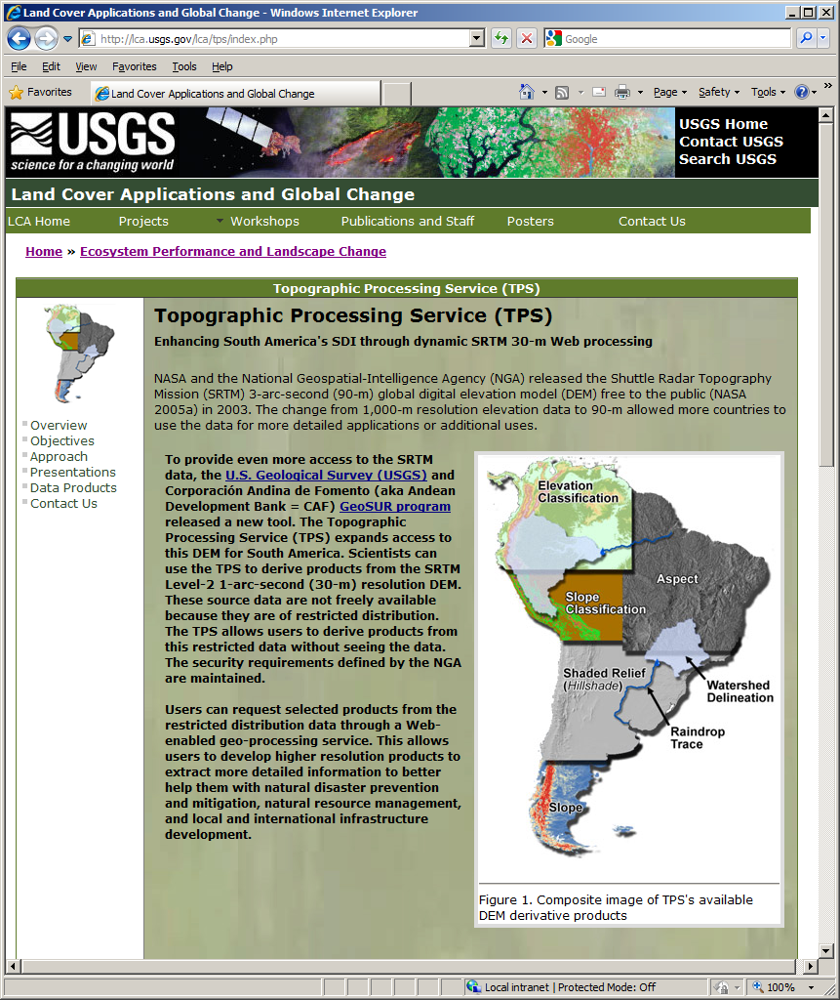 Land Cover Applications and Global Change - Windows Internet Explorer
http://lca.usgs.gov/lca/tps/index.php
Google
File Edit View Favorites Tools Help
Favorites
Land Cover Applications and Global Change
Page Safety Tools
USGS
science for a changing world
USGS Home
Contact USGS
Search USGS
Land Cover Applications and Global Change
LCA Home Projects Workshops Publications and Staff Posters Contact Us
Home » Ecosystem Performance and Landscape Change
Topographic Processing Service (TPS)
Overview
Objectives
Approach
Presentations
Data Products
Contact Us
Topographic Processing Service (TPS)
Enhancing South America's SDI through dynamic SRTM 30-m Web processing
NASA and the National Geospatial-Intelligence Agency (NGA) released the Shuttle Radar Topography
Mission (SRTM) 3-arc-second (90-m) global digital elevation model (DEM) free to the public (NASA
2005a) in 2003. The change from 1,000-m resolution elevation data to 90-m allowed more countries to
use the data for more detailed applications or additional uses.
To provide even more access to the SRTM
data, the U.S. Geological Survey (USGS) and
Corporación Andina de Fomento (aka Andean
Development Bank = CAF) GeoSUR program
released a new tool. The Topographic
Processing Service (TPS) expands access to
this DEM for South America. Scientists can
use the TPS to derive products from the SRTM
Level-2 1-arc-second (30-m) resolution DEM.
These source data are not freely available
because they are of restricted distribution.
The TPS allows users to derive products from
this restricted data without seeing the data.
The security requirements defined by the NGA
are maintained.
Users can request selected products from the
restricted distribution data through a Web-
enabled geo-processing service. This allows
users to develop higher resolution products to
extract more detailed information to better
help them with natural disaster prevention
and mitigation, natural resource management,
and local and international infrastructure
development.
Elevation
Classification
Aspect
Slope
Classification
Shaded Relief
(Hillshade)
Watershed
Delineation
Raindrop
Trace
Slope
Figure 1. Composite image of TPS's available
DEM derivative products
Local intranet | Protected Mode: Off
100%